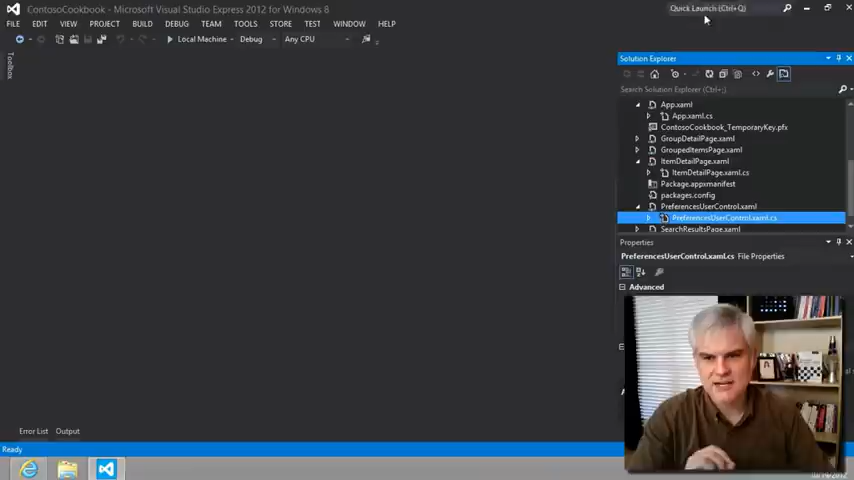 ContosoCookbook - Microsoft Visual Studio Express 2012 for Windows 8
Quick Launch (Ctrl+Q)
FILE EDIT VIEW PROJECT BUILD DEBUG TEAM TOOLS STORE TEST WINDOW HELP
Local Machine Debug Any CPU
Toolbox
Solution Explorer
Search Solution Explorer (Ctrl+;)
App.xaml
App.xaml.cs
ContosoCookbook_TemporaryKey.pfx
GroupDetailPage.xaml
GroupedItemsPage.xaml
ItemDetailPage.xaml
ItemDetailPage.xaml.cs
Package.appxmanifest
packages.config
PreferencesUserControl.xaml
PreferencesUserControl.xaml.cs
SearchResultsPage.xaml
Properties
PreferencesUserControl.xaml.cs File Properties
Advanced
Error List Output
Ready